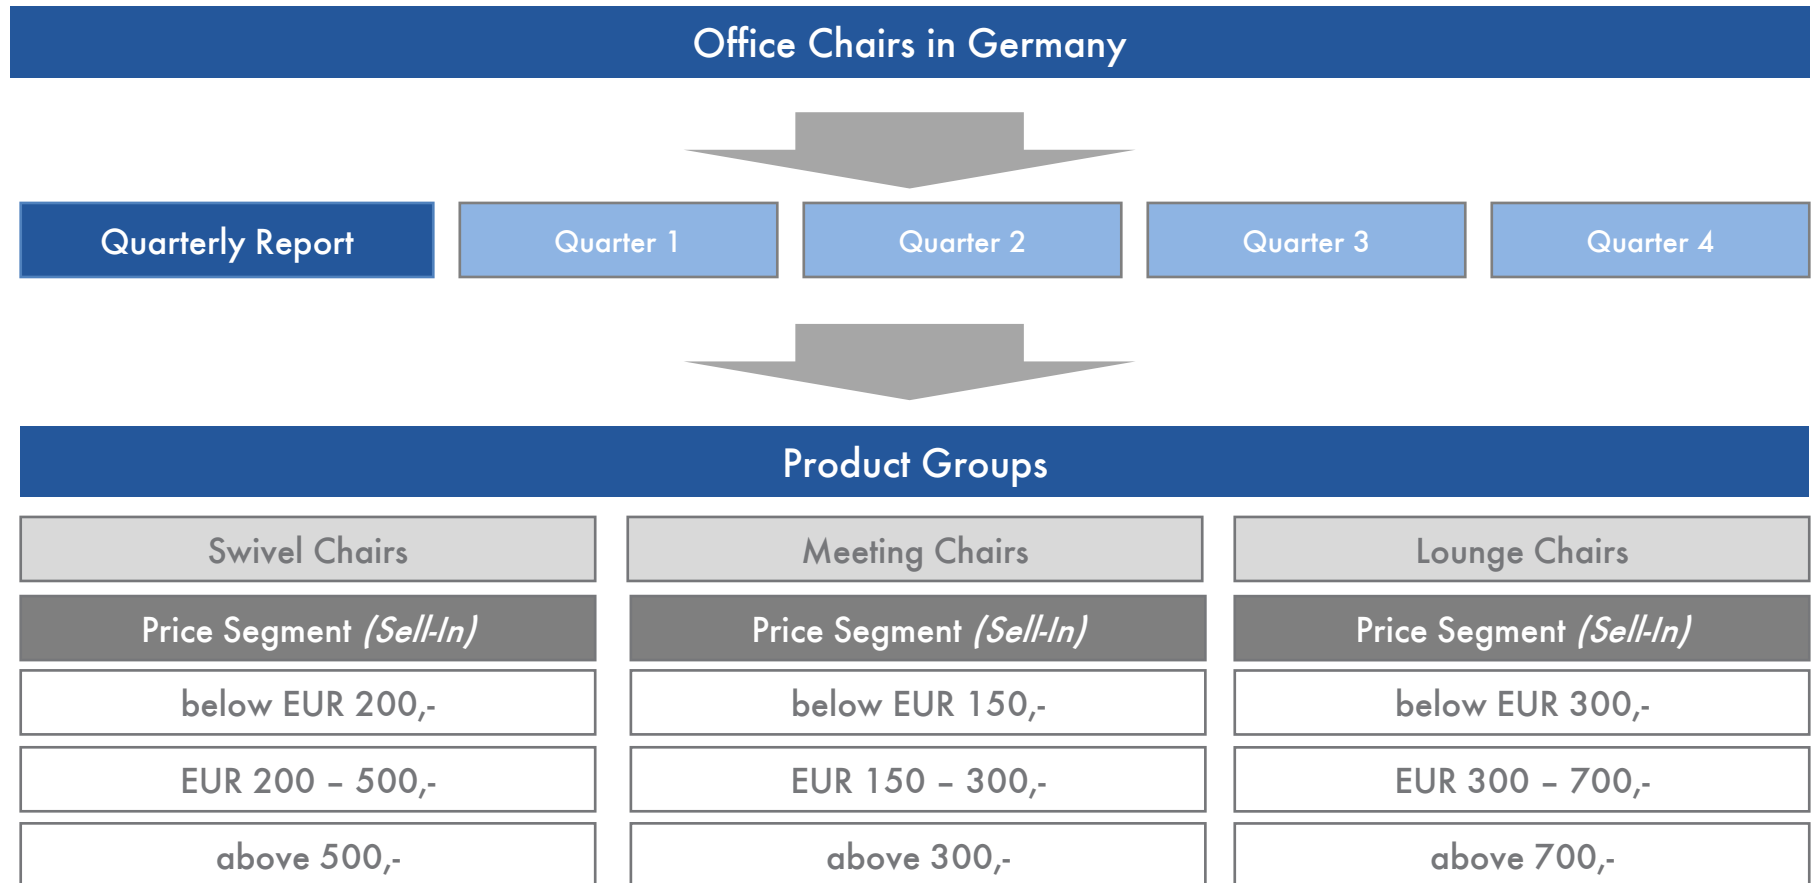 Office Chairs in Germany
Quarterly Report
Quarter 1
Quarter 2
Quarter 3
Quarter 4
Product Groups
Swivel Chairs
Meeting Chairs
Lounge Chairs
Price Segment (Sell-In)
Price Segment (Sell-In)
Price Segment (Sell-In)
below EUR 200,-
below EUR 150,-
below EUR 300,-
EUR 200 – 500,-
EUR 150 – 300,-
EUR 300 – 700,-
above 500,-
above 300,-
above 700,-